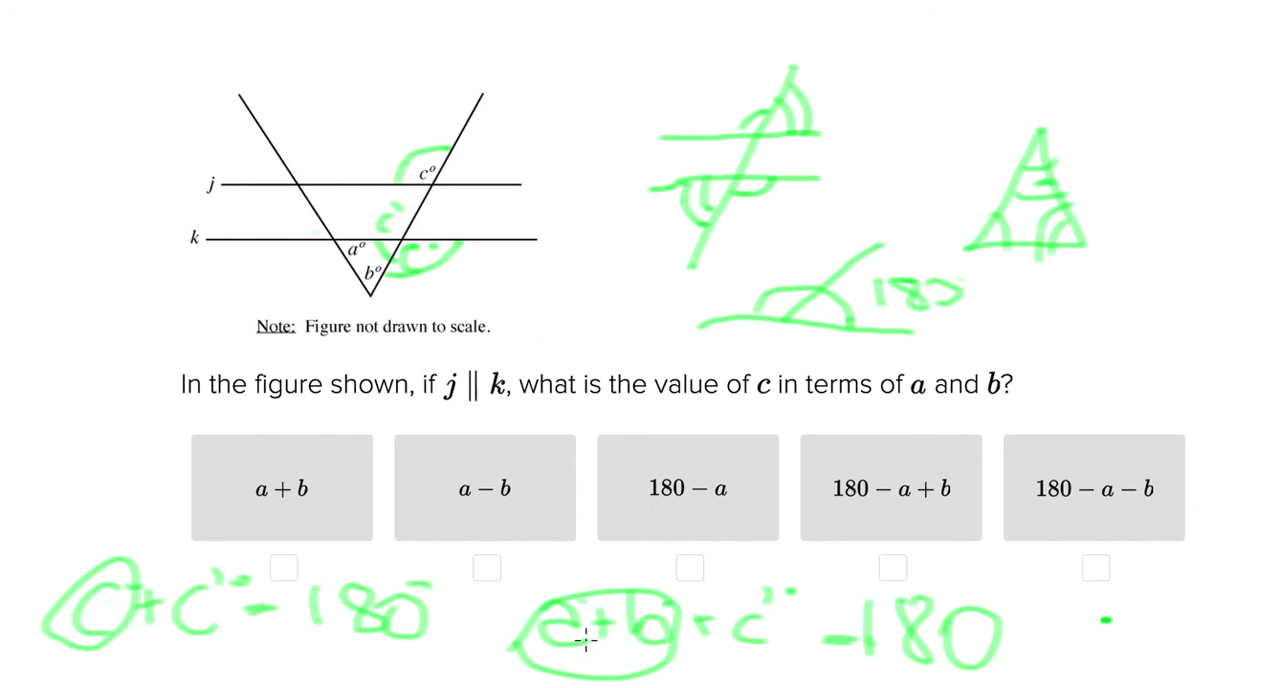 c°
j
c'
k
a°
c°
b°
180
Note: Figure not drawn to scale.
In the figure shown, if j || k, what is the value of c in terms of a and b?
a + b
a − b
180 − a
180 − a + b
180 − a − b
C + C' = 180
a + b + c' = 180